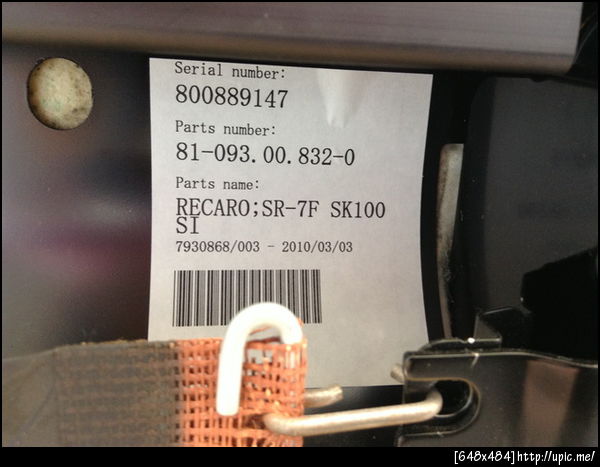 Serial number:
800889147
Parts number:
81-093.00.832-0
Parts name:
RECARO;SR-7F SK100
SI
7930868/003 - 2010/03/03
[648x484]http://upic.me/